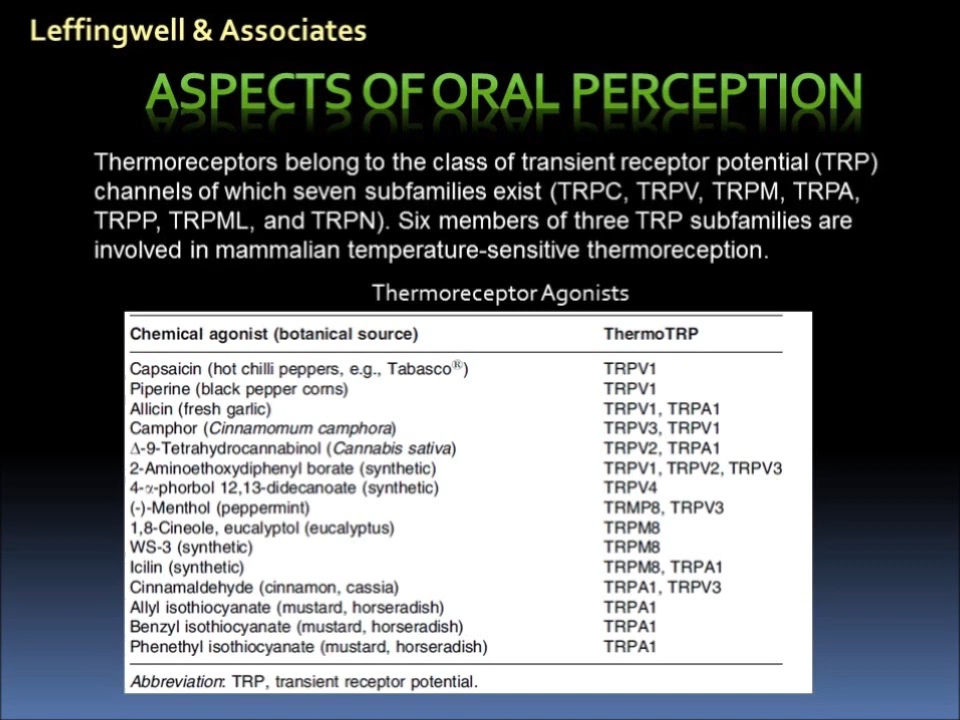 Leffingwell & Associates
ASPECTS OF ORAL PERCEPTION
Thermoreceptors belong to the class of transient receptor potential (TRP)
channels of which seven subfamilies exist (TRPC, TRPV, TRPM, TRPA,
TRPP, TRPML, and TRPN). Six members of three TRP subfamilies are
involved in mammalian temperature-sensitive thermoreception.
Thermoreceptor Agonists
Chemical agonist (botanical source) ThermoTRP
Capsaicin (hot chilli peppers, e.g., Tabasco®) TRPV1
Piperine (black pepper corns) TRPV1
Allicin (fresh garlic) TRPV1, TRPA1
Camphor (Cinnamomum camphora) TRPV3, TRPV1
Δ-9-Tetrahydrocannabinol (Cannabis sativa) TRPV2, TRPA1
2-Aminoethoxydiphenyl borate (synthetic) TRPV1, TRPV2, TRPV3
4-α-phorbol 12,13-didecanoate (synthetic) TRPV4
(-)-Menthol (peppermint) TRMP8, TRPV3
1,8-Cineole, eucalyptol (eucalyptus) TRPM8
WS-3 (synthetic) TRPM8
Icilin (synthetic) TRPM8, TRPA1
Cinnamaldehyde (cinnamon, cassia) TRPA1, TRPV3
Allyl isothiocyanate (mustard, horseradish) TRPA1
Benzyl isothiocyanate (mustard, horseradish) TRPA1
Phenethyl isothiocyanate (mustard, horseradish) TRPA1
Abbreviation: TRP, transient receptor potential.